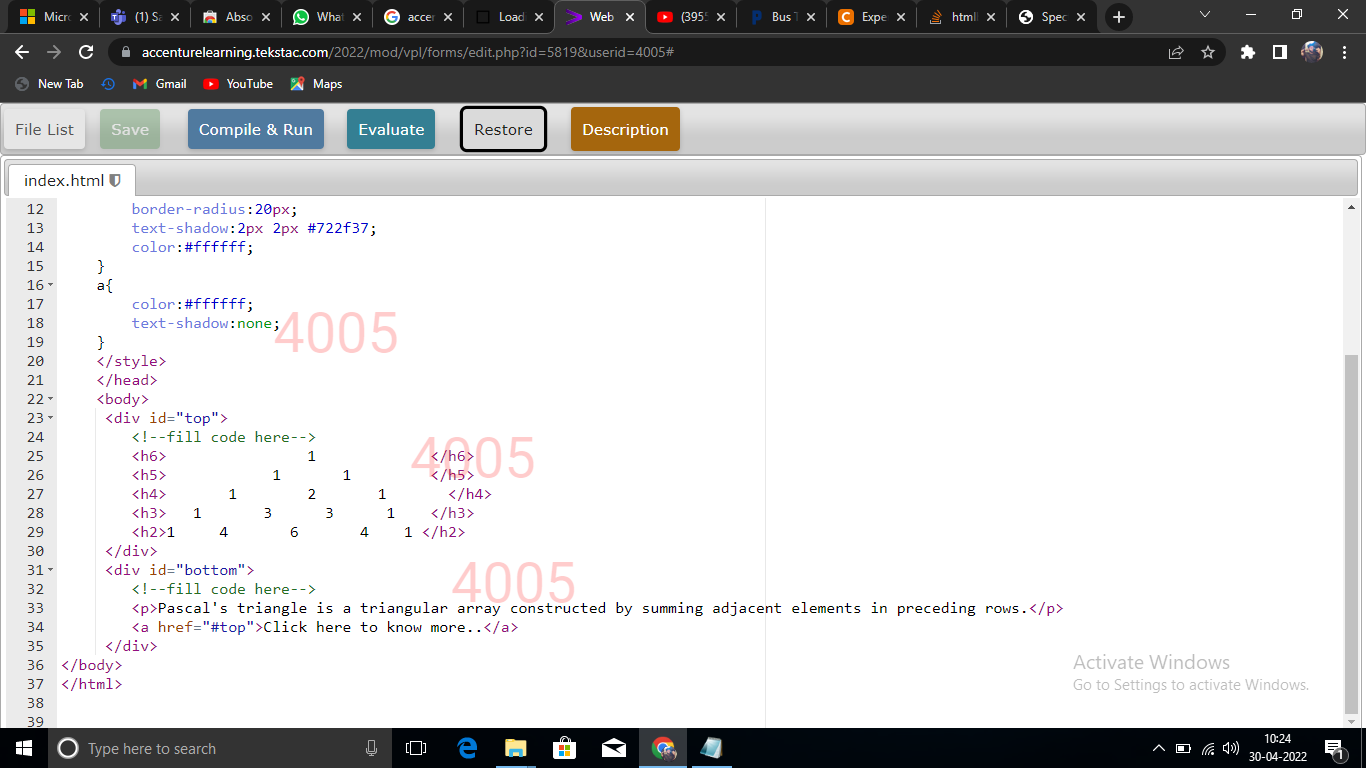 Micr
(1) Sa
Abso
What
accer
Loadi
Web
(3955
Bus T
Expe
htmll
Spec
accenturelearning.tekstac.com/2022/mod/vpl/forms/edit.php?id=5819&userid=4005#
New Tab
Gmail
YouTube
Maps
File List
Save
Compile & Run
Evaluate
Restore
Description
index.html
12 border-radius:20px;
13 text-shadow:2px 2px #722f37;
14 color:#ffffff;
15 }
16 a{
17 color:#ffffff;
18 text-shadow:none;
19 }
20 </style>
21 </head>
22 <body>
23 <div id="top">
24 <!--fill code here-->
25 <h6> 1 </h6>
26 <h5> 1 1 </h5>
27 <h4> 1 2 1 </h4>
28 <h3> 1 3 3 1 </h3>
29 <h2>1 4 6 4 1 </h2>
30 </div>
31 <div id="bottom">
32 <!--fill code here-->
33 <p>Pascal's triangle is a triangular array constructed by summing adjacent elements in preceding rows.</p>
34 <a href="#top">Click here to know more..</a>
35 </div>
36 </body>
37 </html>
38
39
4005
4005
4005
Activate Windows
Go to Settings to activate Windows.
Type here to search
10:24
30-04-2022
1